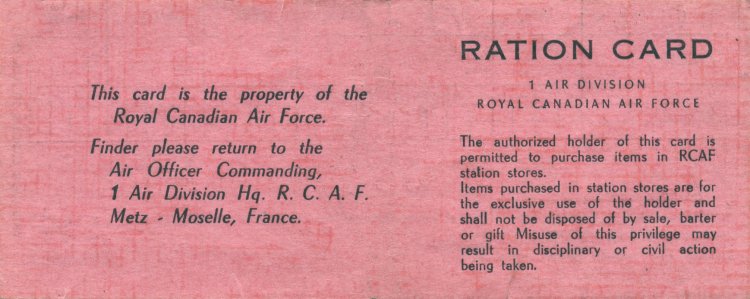 This card is the property of the
Royal Canadian Air Force.
Finder please return to the
Air Officer Commanding,
1 Air Division Hq. R. C. A. F.
Metz - Moselle, France.
RATION CARD
1 AIR DIVISION
ROYAL CANADIAN AIR FORCE
The authorized holder of this card is
permitted to purchase items in RCAF
station stores.
Items purchased in station stores are for
the exclusive use of the holder and
shall not be disposed of by sale, barter
or gift Misuse of this privilege may
result in disciplinary or civil action
being taken.